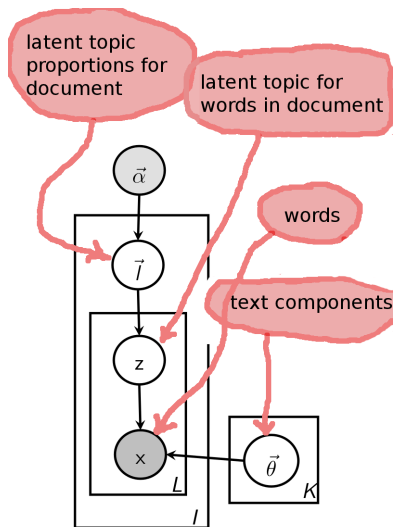 latent topic
proportions for
document
latent topic for
words in document
α⃗
words
l⃗
text components
z
x
θ⃗
L
K
I